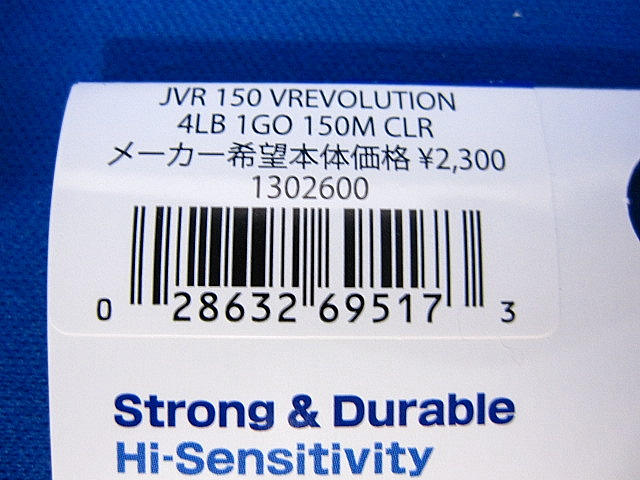 JVR 150 VREVOLUTION
4LB 1GO 150M CLR
メーカー希望本体価格 ¥2,300
1302600
0 28632 69517 3
Strong & Durable
Hi-Sensitivity